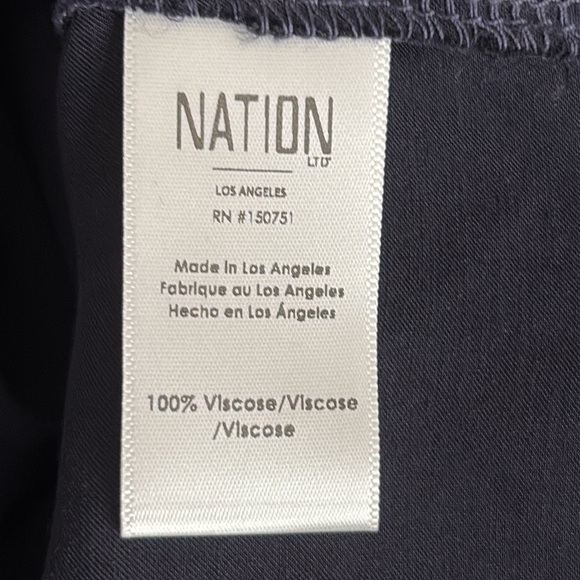 NATION
LTD
LOS ANGELES
RN #150751
Made in Los Angeles
Fabrique au Los Angeles
Hecho en Los Ángeles
100% Viscose/Viscose
/Viscose